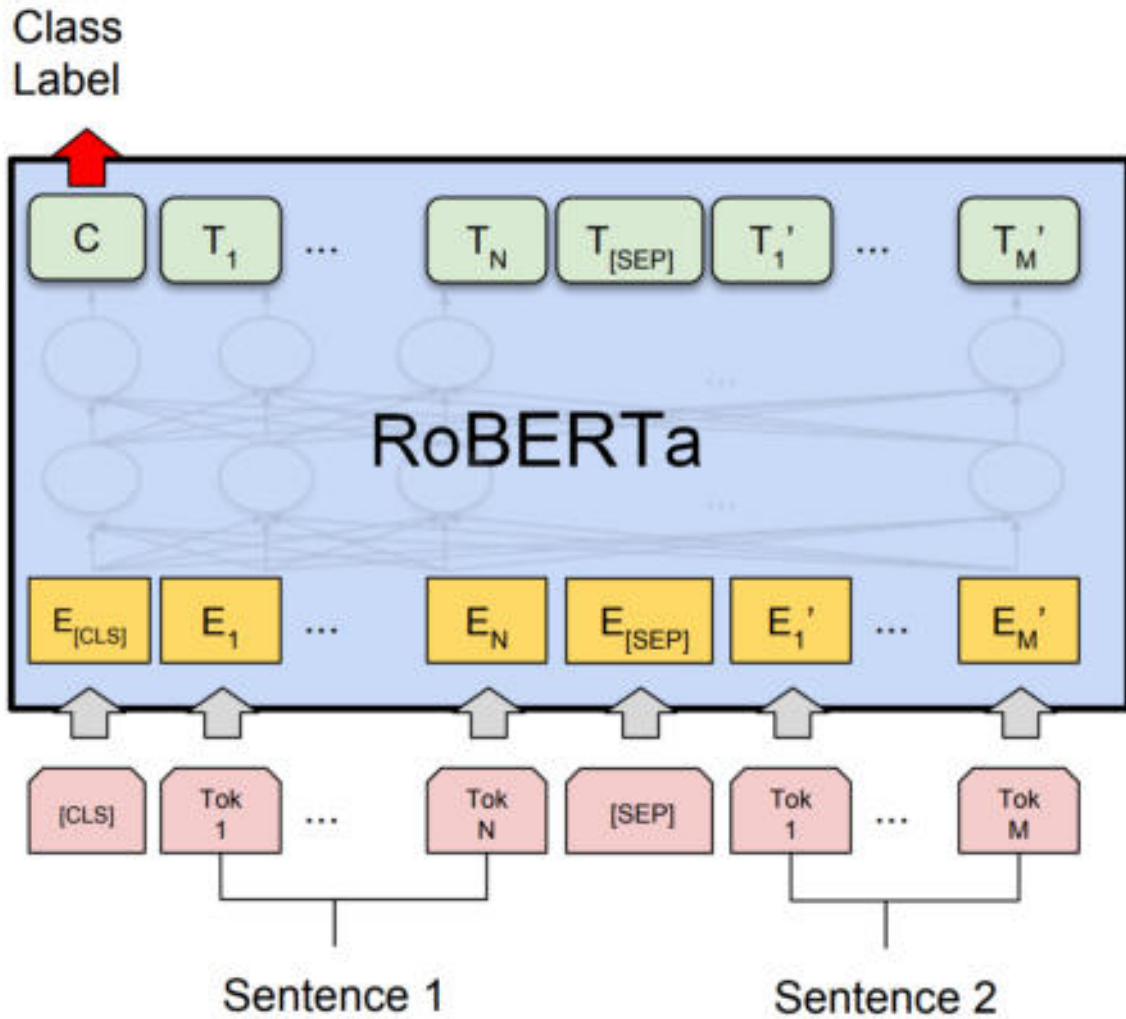 Class
Label
C T1 ... TN T[SEP] T1' ... TM'
...
RoBERTa
...
E[CLS] E1 ... EN E[SEP] E1' ... EM'
[CLS] Tok 1 ... Tok N [SEP] Tok 1 ... Tok M
Sentence 1 Sentence 2